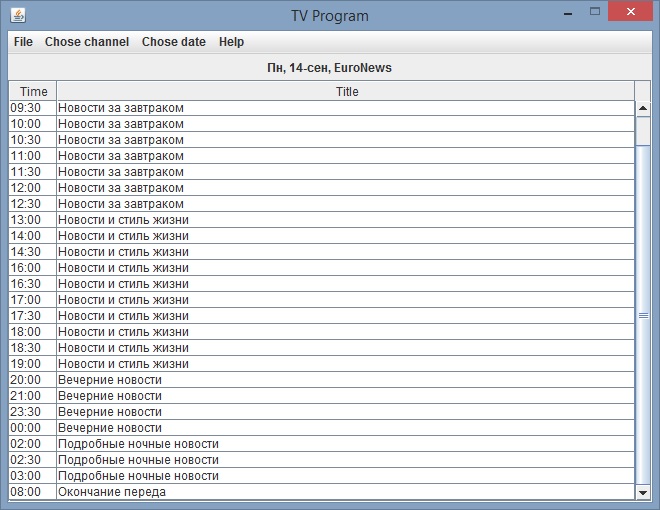 TV Program
File Chose channel Chose date Help
Пн, 14-сен, EuroNews
Time Title
09:30 Новости за завтраком
10:00 Новости за завтраком
10:30 Новости за завтраком
11:00 Новости за завтраком
11:30 Новости за завтраком
12:00 Новости за завтраком
12:30 Новости за завтраком
13:00 Новости и стиль жизни
14:00 Новости и стиль жизни
14:30 Новости и стиль жизни
16:00 Новости и стиль жизни
16:30 Новости и стиль жизни
17:00 Новости и стиль жизни
17:30 Новости и стиль жизни
18:00 Новости и стиль жизни
18:30 Новости и стиль жизни
19:00 Новости и стиль жизни
20:00 Вечерние новости
21:00 Вечерние новости
23:30 Вечерние новости
00:00 Вечерние новости
02:00 Подробные ночные новости
02:30 Подробные ночные новости
03:00 Подробные ночные новости
08:00 Окончание переда